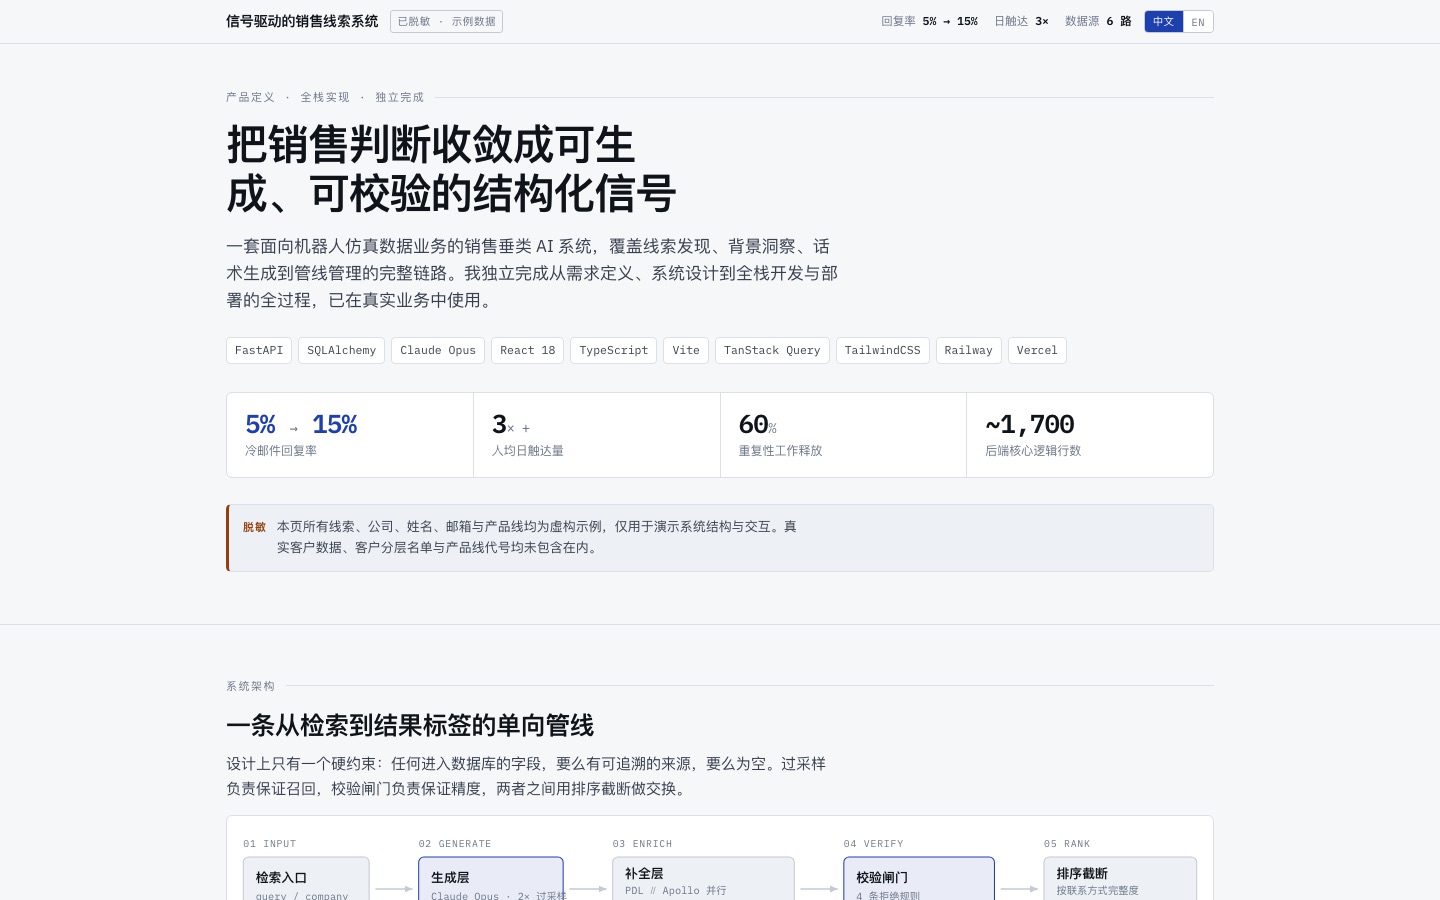 信号驱动的销售线索系统 已脱敏 · 示例数据 回复率 5% → 15% 日触达 3× 数据源 6 路 中文 EN
产品定义 · 全栈实现 · 独立完成
把销售判断收敛成可生
成、可校验的结构化信号
一套面向机器人仿真数据业务的销售垂类 AI 系统，覆盖线索发现、背景洞察、话
术生成到管线管理的完整链路。我独立完成从需求定义、系统设计到全栈开发与部
署的全过程，已在真实业务中使用。
FastAPI SQLAlchemy Claude Opus React 18 TypeScript Vite TanStack Query TailwindCSS Railway Vercel
5% → 15% 3× + 60% ~1,700
冷邮件回复率 人均日触达量 重复性工作释放 后端核心逻辑行数
脱敏 本页所有线索、公司、姓名、邮箱与产品线均为虚构示例，仅用于演示系统结构与交互。真
实客户数据、客户分层名单与产品线代号均未包含在内。
系统架构
一条从检索到结果标签的单向管线
设计上只有一个硬约束：任何进入数据库的字段，要么有可追溯的来源，要么为空。过采样
负责保证召回，校验闸门负责保证精度，两者之间用排序截断做交换。
01 INPUT 02 GENERATE 03 ENRICH 04 VERIFY 05 RANK
检索入口 生成层 补全层 校验闸门 排序截断
query / company Claude Opus · 2× 过采样 PDL // Apollo 并行 4 条拒绝规则 按联系方式完整度